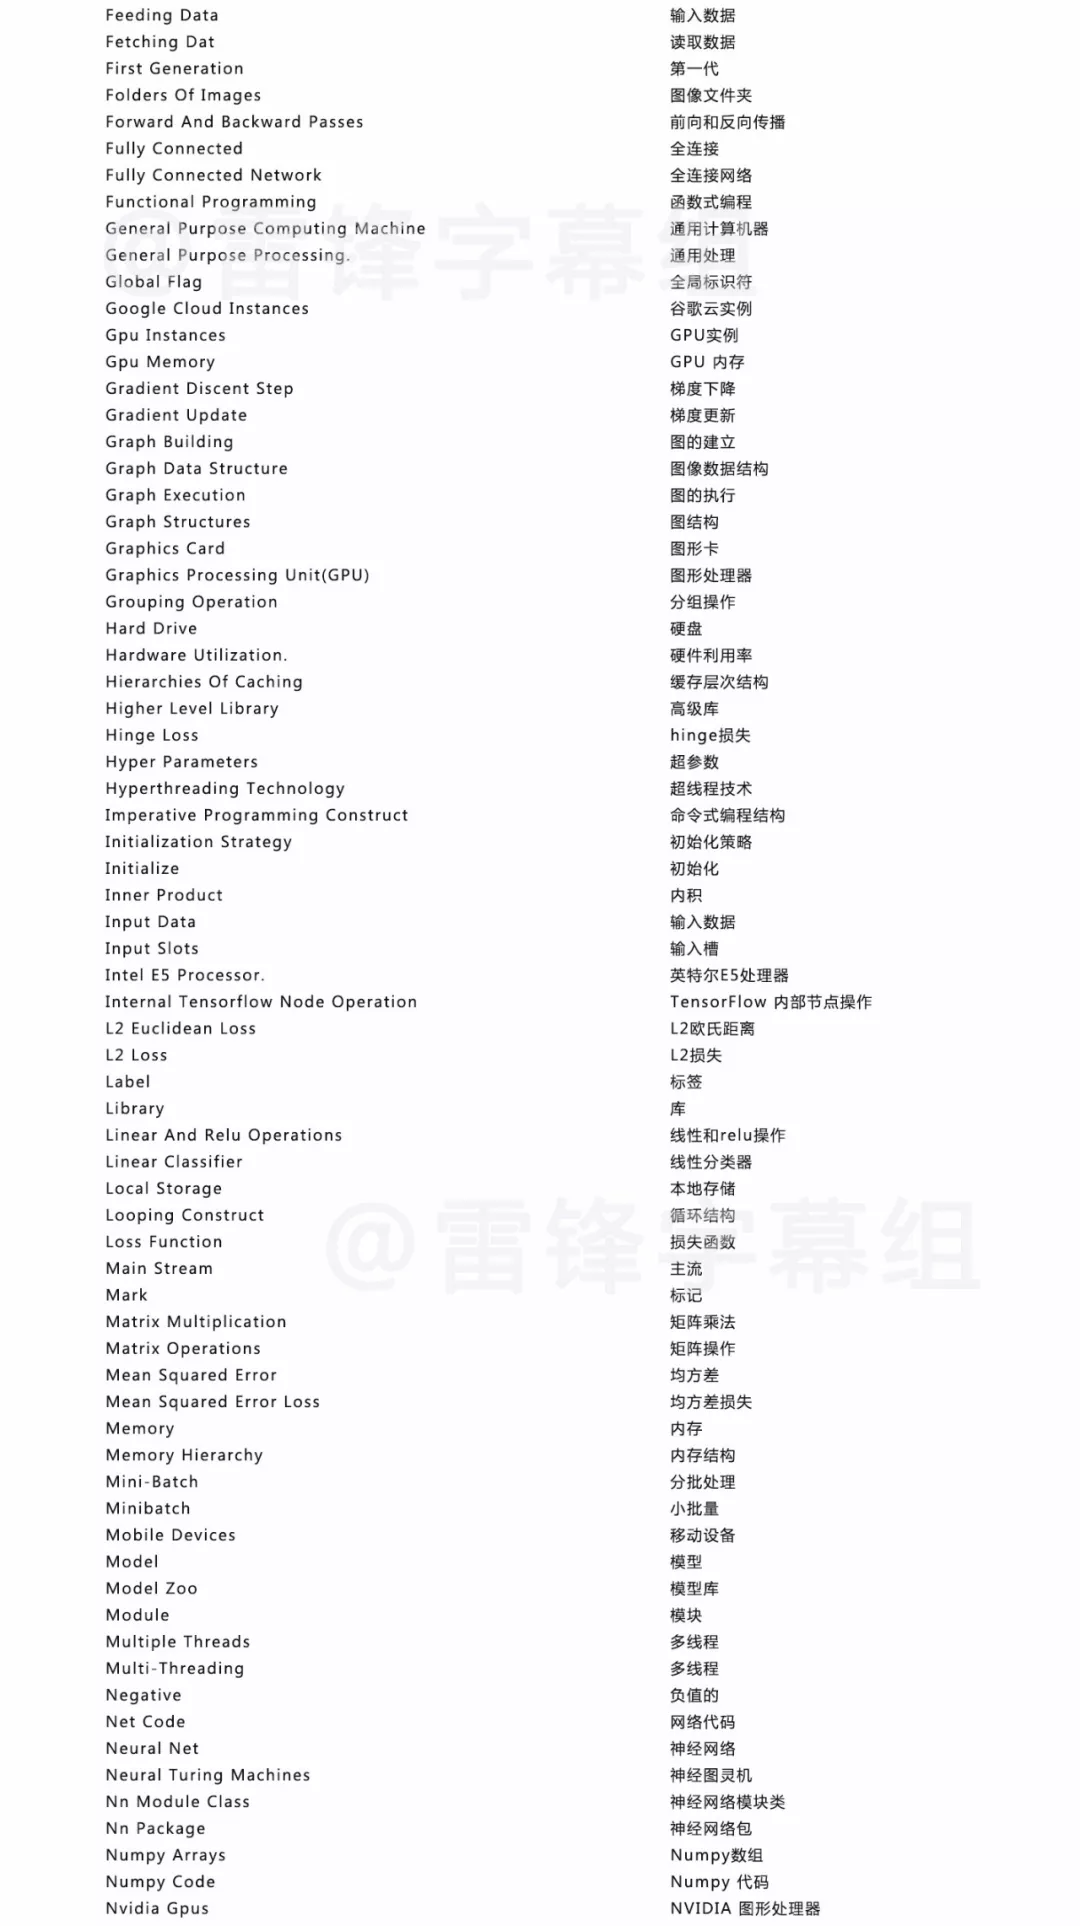 Feeding Data 输入数据
Fetching Dat 读取数据
First Generation 第一代
Folders Of Images 图像文件夹
Forward And Backward Passes 前向和反向传播
Fully Connected 全连接
Fully Connected Network 全连接网络
Functional Programming 函数式编程
General Purpose Computing Machine 通用计算机器
General Purpose Processing. 通用处理
@雷锋字幕组
Global Flag 全局标识符
Google Cloud Instances 谷歌云实例
Gpu Instances GPU实例
Gpu Memory GPU 内存
Gradient Discent Step 梯度下降
Gradient Update 梯度更新
Graph Building 图的建立
Graph Data Structure 图像数据结构
Graph Execution 图的执行
Graph Structures 图结构
Graphics Card 图形卡
Graphics Processing Unit(GPU) 图形处理器
Grouping Operation 分组操作
Hard Drive 硬盘
Hardware Utilization. 硬件利用率
Hierarchies Of Caching 缓存层次结构
Higher Level Library 高级库
Hinge Loss hinge损失
Hyper Parameters 超参数
Hyperthreading Technology 超线程技术
Imperative Programming Construct 命令式编程结构
Initialization Strategy 初始化策略
Initialize 初始化
Inner Product 内积
Input Data 输入数据
Input Slots 输入槽
Intel E5 Processor. 英特尔E5处理器
Internal Tensorflow Node Operation TensorFlow 内部节点操作
L2 Euclidean Loss L2欧氏距离
L2 Loss L2损失
Label 标签
Library 库
Linear And Relu Operations 线性和relu操作
Linear Classifier 线性分类器
Local Storage 本地存储
Looping Construct 循环结构
@雷锋字幕组
Loss Function 损失函数
Main Stream 主流
Mark 标记
Matrix Multiplication 矩阵乘法
Matrix Operations 矩阵操作
Mean Squared Error 均方差
Mean Squared Error Loss 均方差损失
Memory 内存
Memory Hierarchy 内存结构
Mini-Batch 分批处理
Minibatch 小批量
Mobile Devices 移动设备
Model 模型
Model Zoo 模型库
Module 模块
Multiple Threads 多线程
Multi-Threading 多线程
Negative 负值的
Net Code 网络代码
Neural Net 神经网络
Neural Turing Machines 神经图灵机
Nn Module Class 神经网络模块类
Nn Package 神经网络包
Numpy Arrays Numpy数组
Numpy Code Numpy 代码
Nvidia Gpus NVIDIA 图形处理器